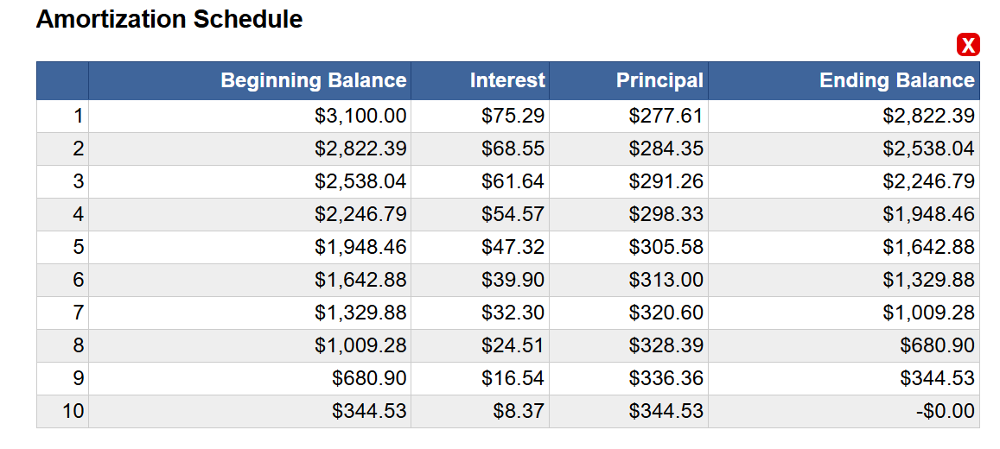 Amortization Schedule
X
Beginning Balance Interest Principal Ending Balance
1 $3,100.00 $75.29 $277.61 $2,822.39
2 $2,822.39 $68.55 $284.35 $2,538.04
3 $2,538.04 $61.64 $291.26 $2,246.79
4 $2,246.79 $54.57 $298.33 $1,948.46
5 $1,948.46 $47.32 $305.58 $1,642.88
6 $1,642.88 $39.90 $313.00 $1,329.88
7 $1,329.88 $32.30 $320.60 $1,009.28
8 $1,009.28 $24.51 $328.39 $680.90
9 $680.90 $16.54 $336.36 $344.53
10 $344.53 $8.37 $344.53 -$0.00